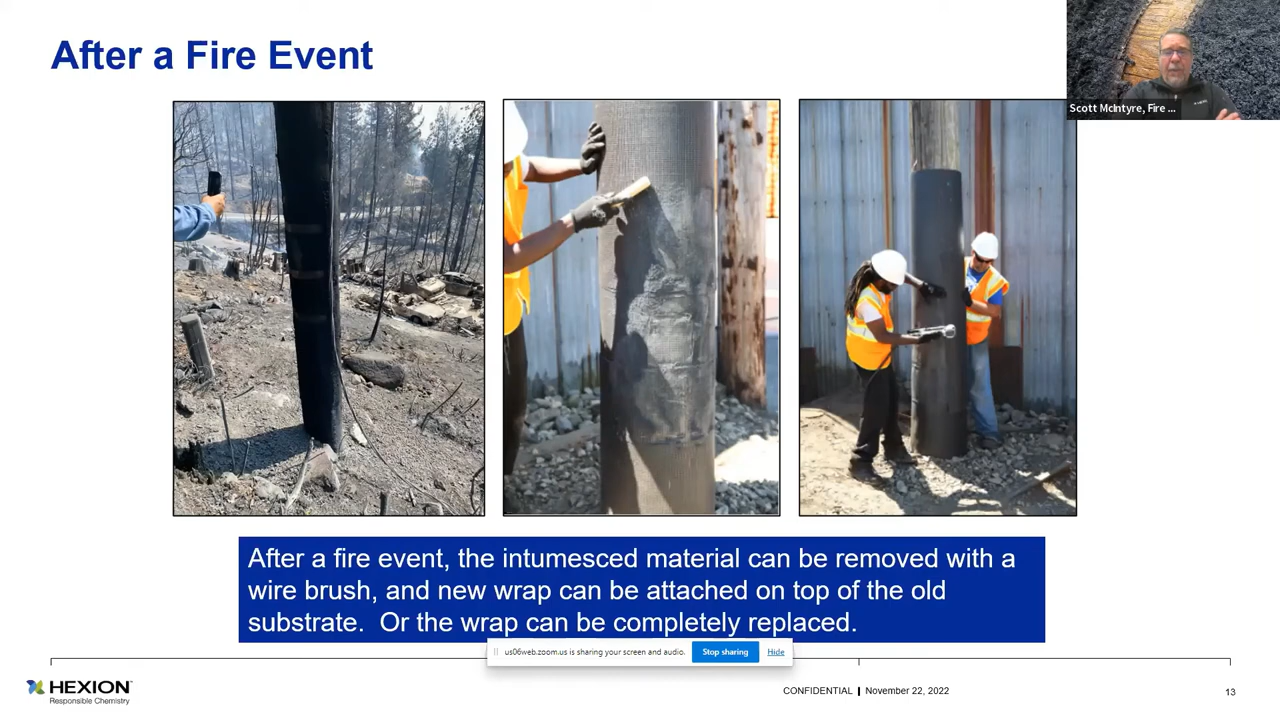 After a Fire Event
Scott McIntyre, Fire ...
After a fire event, the intumesced material can be removed with a
wire brush, and new wrap can be attached on top of the old
substrate.  Or the wrap can be completely replaced.
us06web.zoom.us is sharing your screen and audio.
Stop sharing
Hide
HEXION™
Responsible Chemistry
CONFIDENTIAL | November 22, 2022
13